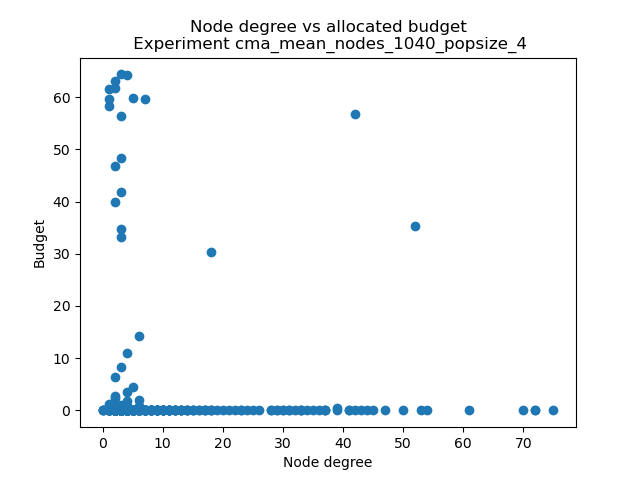 Node degree vs allocated budget
Experiment cma_mean_nodes_1040_popsize_4
60
50
40
30
20
10
0
Budget
0 10 20 30 40 50 60 70
Node degree